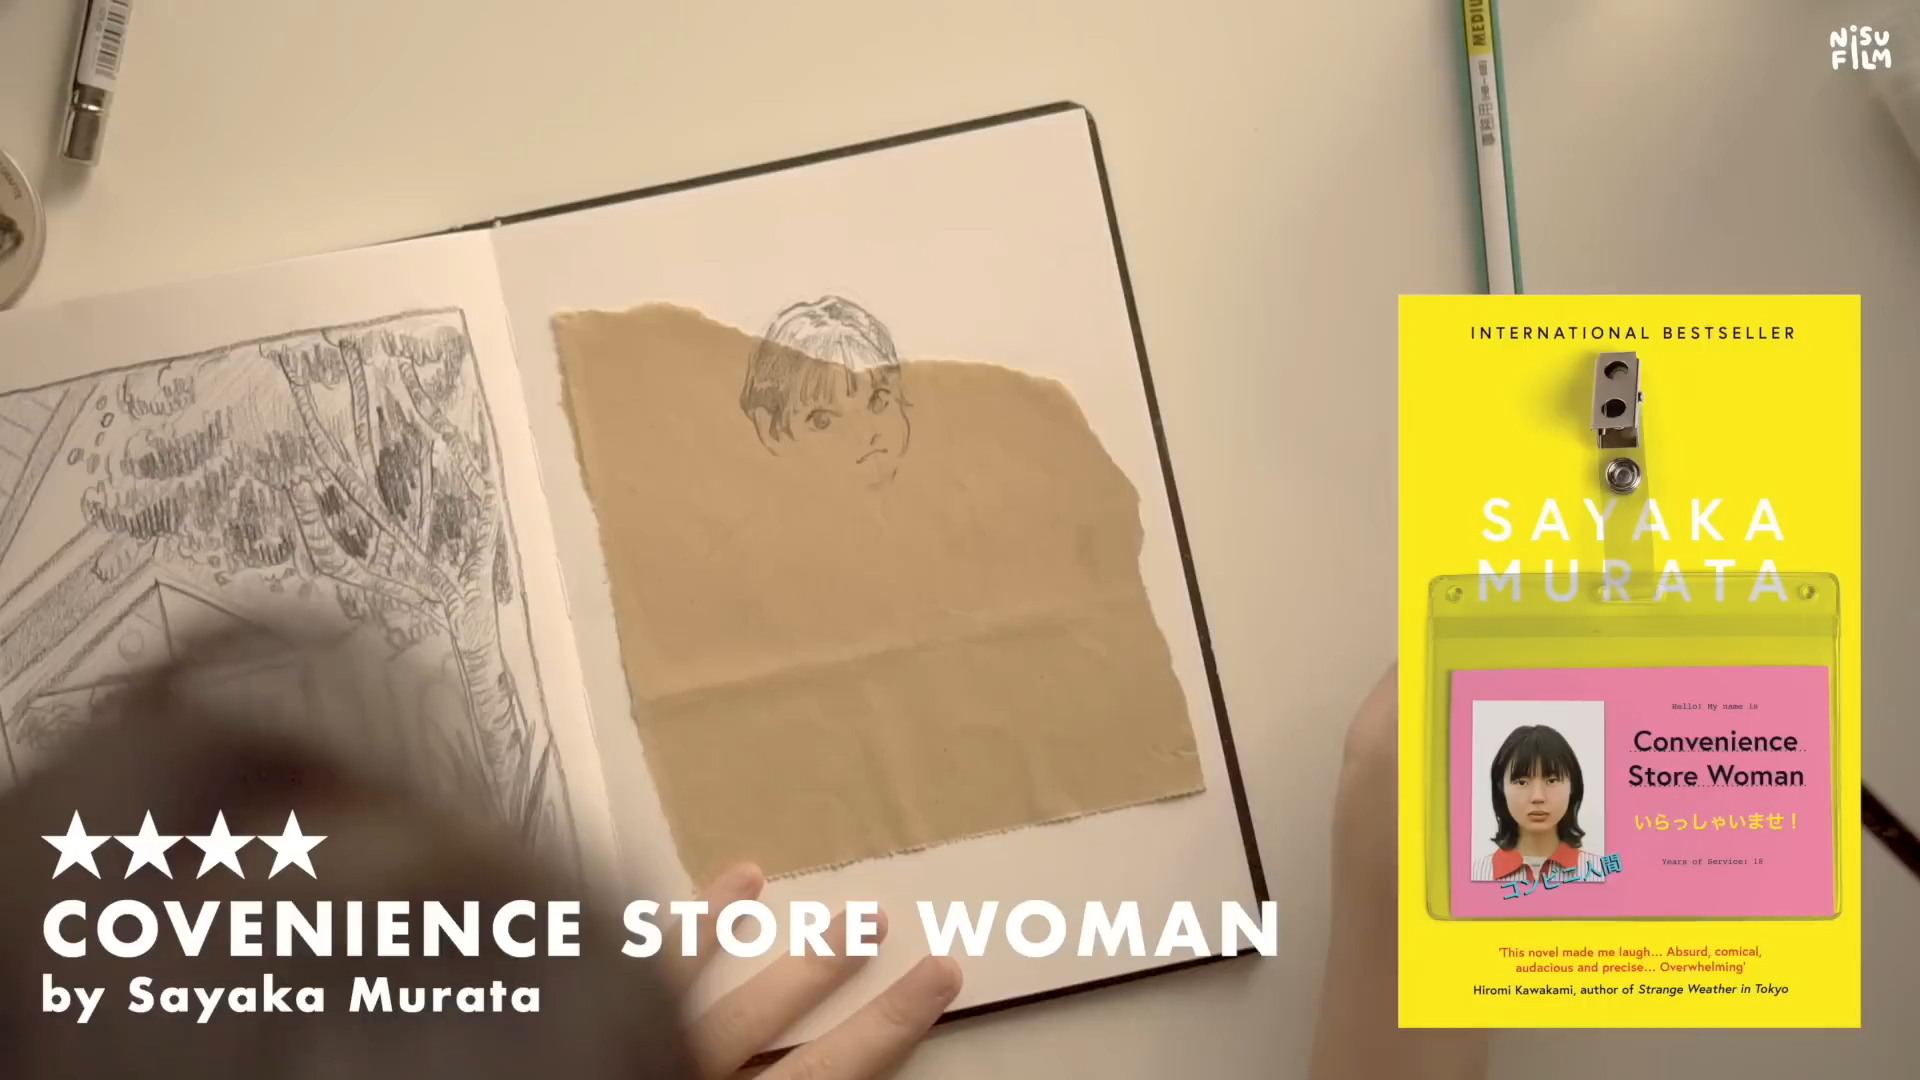 NiSU
FILM
MEDIU
INTERNATIONAL BESTSELLER
SAYAKA
MURATA
Hello! My name is
Convenience
Store Woman
いらっしゃいませ!
Years of Service: 18
コンビニ人間
'This novel made me laugh... Absurd, comical,
audacious and precise... Overwhelming'
Hiromi Kawakami, author of Strange Weather in Tokyo
★★★★
COVENIENCE STORE WOMAN
by Sayaka Murata